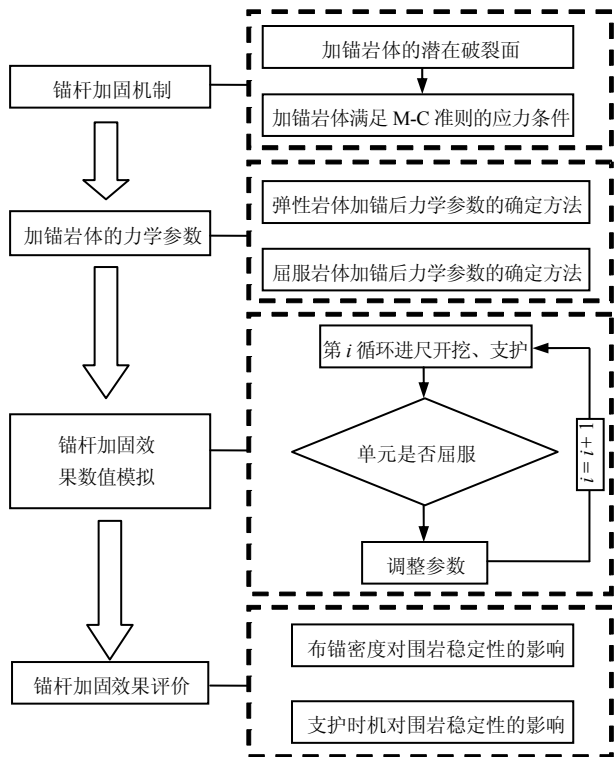 锚杆加固机制
加锚岩体的潜在破裂面
加锚岩体满足 M-C 准则的应力条件
加锚岩体的力学参数
弹性岩体加锚后力学参数的确定方法
屈服岩体加锚后力学参数的确定方法
锚杆加固效
果数值模拟
第 i 循环进尺开挖、支护
单元是否屈服
调整参数
i = i + 1
锚杆加固效果评价
布锚密度对围岩稳定性的影响
支护时机对围岩稳定性的影响